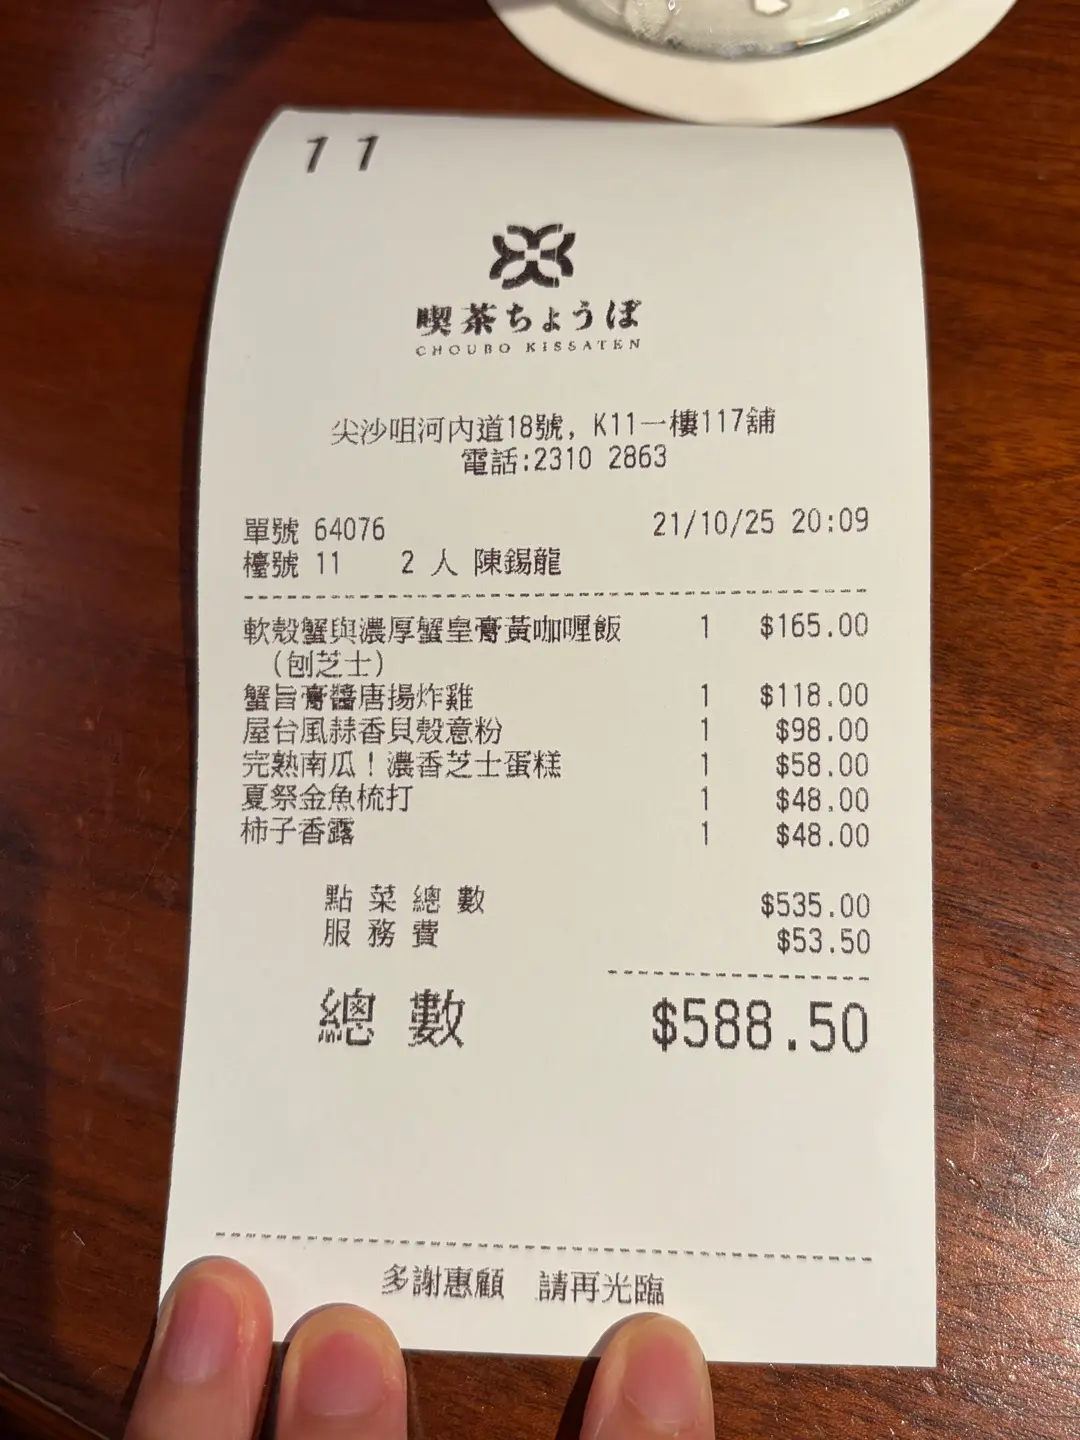 11
喫茶ちょうぼ
CHOUBO KISSATEN
尖沙咀河內道18號, K11一樓117舖
電話:2310 2863
單號 64076 21/10/25 20:09
檯號 11 2 人 陳錫龍
軟殼蟹與濃厚蟹皇膏黃咖喱飯 1 $165.00
(刨芝士)
蟹旨膏醬唐揚炸雞 1 $118.00
屋台風蒜香貝殼意粉 1 $98.00
完熟南瓜！濃香芝士蛋糕 1 $58.00
夏祭金魚梳打 1 $48.00
柿子香露 1 $48.00
點菜總數 $535.00
服務費 $53.50
總數 $588.50
多謝惠顧 請再光臨